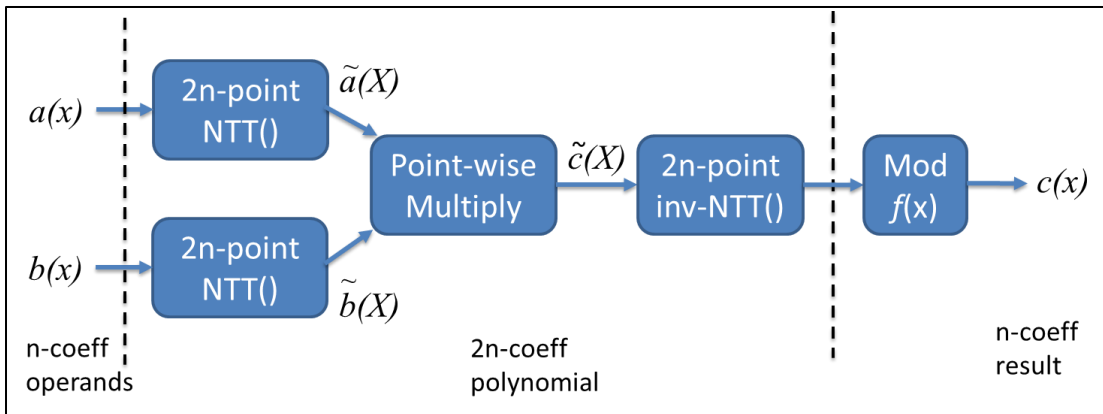 a(x)
2n-point
NTT()
ã(X)
b(x)
2n-point
NTT()
b̃(X)
Point-wise
Multiply
c̃(X)
2n-point
inv-NTT()
Mod
f(x)
c(x)
n-coeff
operands
2n-coeff
polynomial
n-coeff
result